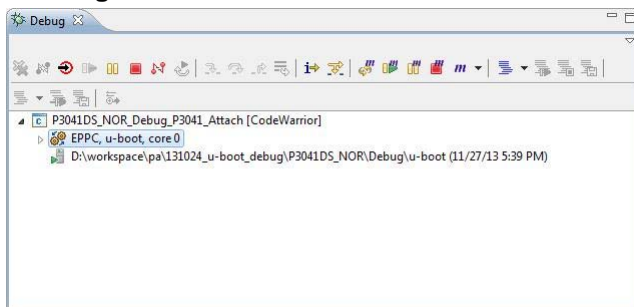 Debug
P3041DS_NOR_Debug_P3041_Attach [CodeWarrior]
EPPC, u-boot, core 0
D:\workspace\pa\131024_u-boot_debug\P3041DS_NOR\Debug\u-boot (11/27/13 5:39 PM)